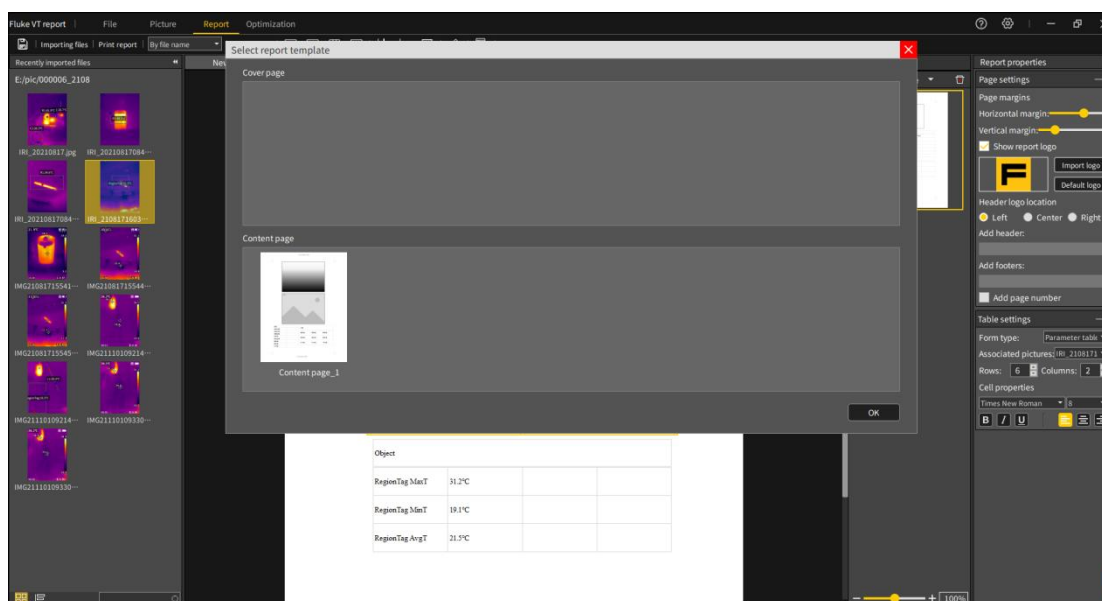 Fluke VT report File Picture Report Optimization
Importing files Print report By file name
Recently imported files
E:/pic/000006_2108
IRI_20210817.jpg IRI_20210817084···
IRI_20210817084··· IRI_2108171603···
IMG21081715541··· IMG21081715544···
IMG21081715545··· IMG21110109214···
IMG21110109214··· IMG21110109330···
IMG21110109330···
New
Select report template
Cover page
Content page
Content page_1
OK
Object
RegionTag MaxT 31.2°C
RegionTag MinT 19.1°C
RegionTag AvgT 21.5°C
100%
Report properties
Page settings
Page margins
Horizontal margin:
Vertical margin:
Show report logo
F
Import logo
Default logo
Header logo location
Left Center Right
Add header:
Add footers:
Add page number
Table settings
Form type: Parameter table
Associated pictures: IRI_2108171
Rows: 6 Columns: 2
Cell properties
Times New Roman 8
B I U